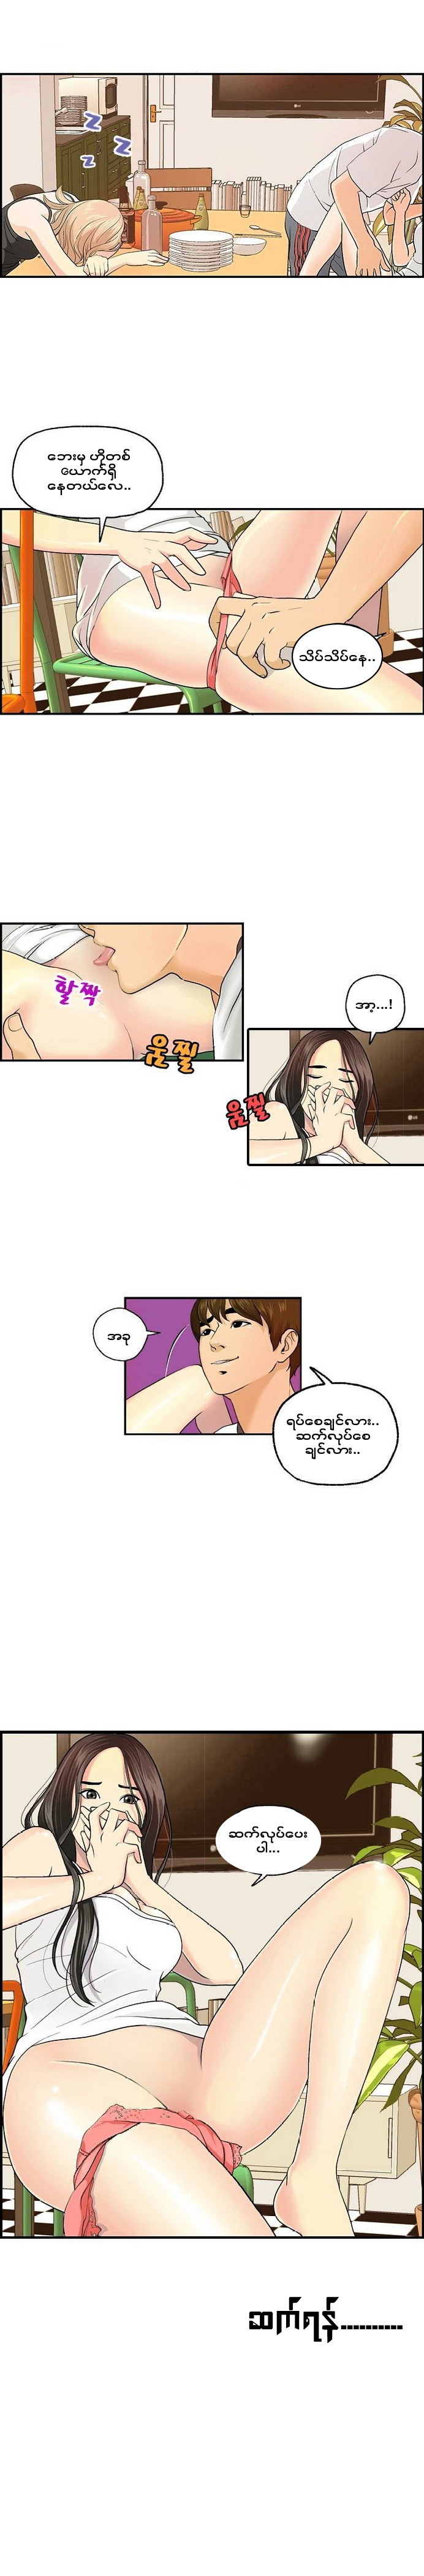 z
z
z
LG
ဘေးမှ ဟိုတစ်
ယောက်ရှိ
နေတယ်လေ..
သိပ်သိပ်နေ..
할짝
움찔
အာ့...!
움찔
အခု
ရပ်စေချင်လား..
ဆက်လုပ်စေ
ချင်လား..
ဆက်လုပ်ပေး
ပါ...
ဆက်ရန်..........